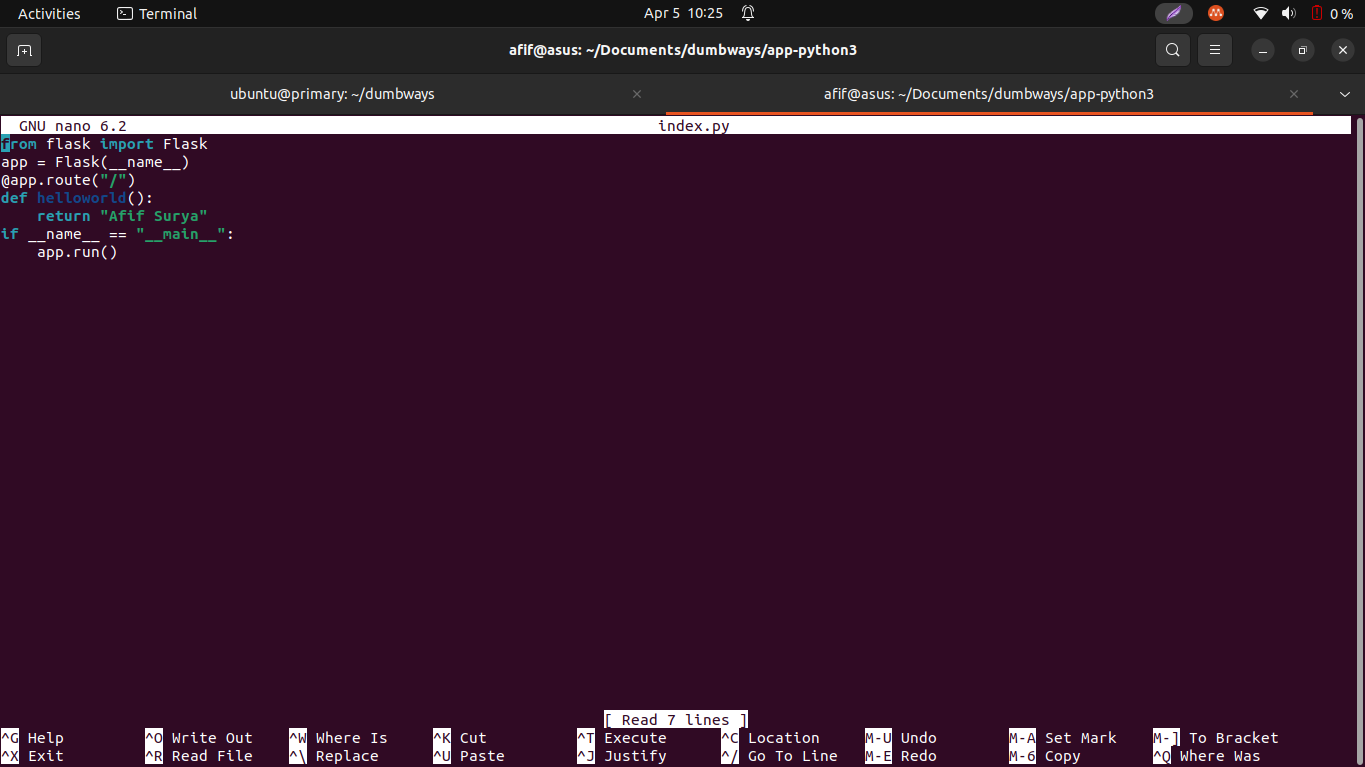 Activities Terminal Apr 5 10:25 0 %
afif@asus: ~/Documents/dumbways/app-python3
ubuntu@primary: ~/dumbways × afif@asus: ~/Documents/dumbways/app-python3 ×
GNU nano 6.2 index.py
from flask import Flask
app = Flask(__name__)
@app.route("/")
def helloworld():
    return "Afif Surya"
if __name__ == "__main__":
    app.run()
[ Read 7 lines ]
^G Help ^O Write Out ^W Where Is ^K Cut ^T Execute ^C Location M-U Undo M-A Set Mark M-] To Bracket
^X Exit ^R Read File ^\ Replace ^U Paste ^J Justify ^/ Go To Line M-E Redo M-6 Copy ^Q Where Was